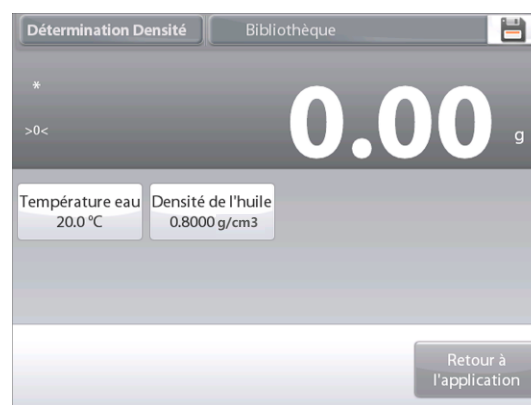 Détermination Densité
Bibliothèque
*
>0<
0.00 g
Température eau
20.0 °C
Densité de l'huile
0.8000 g/cm3
Retour à
l'application